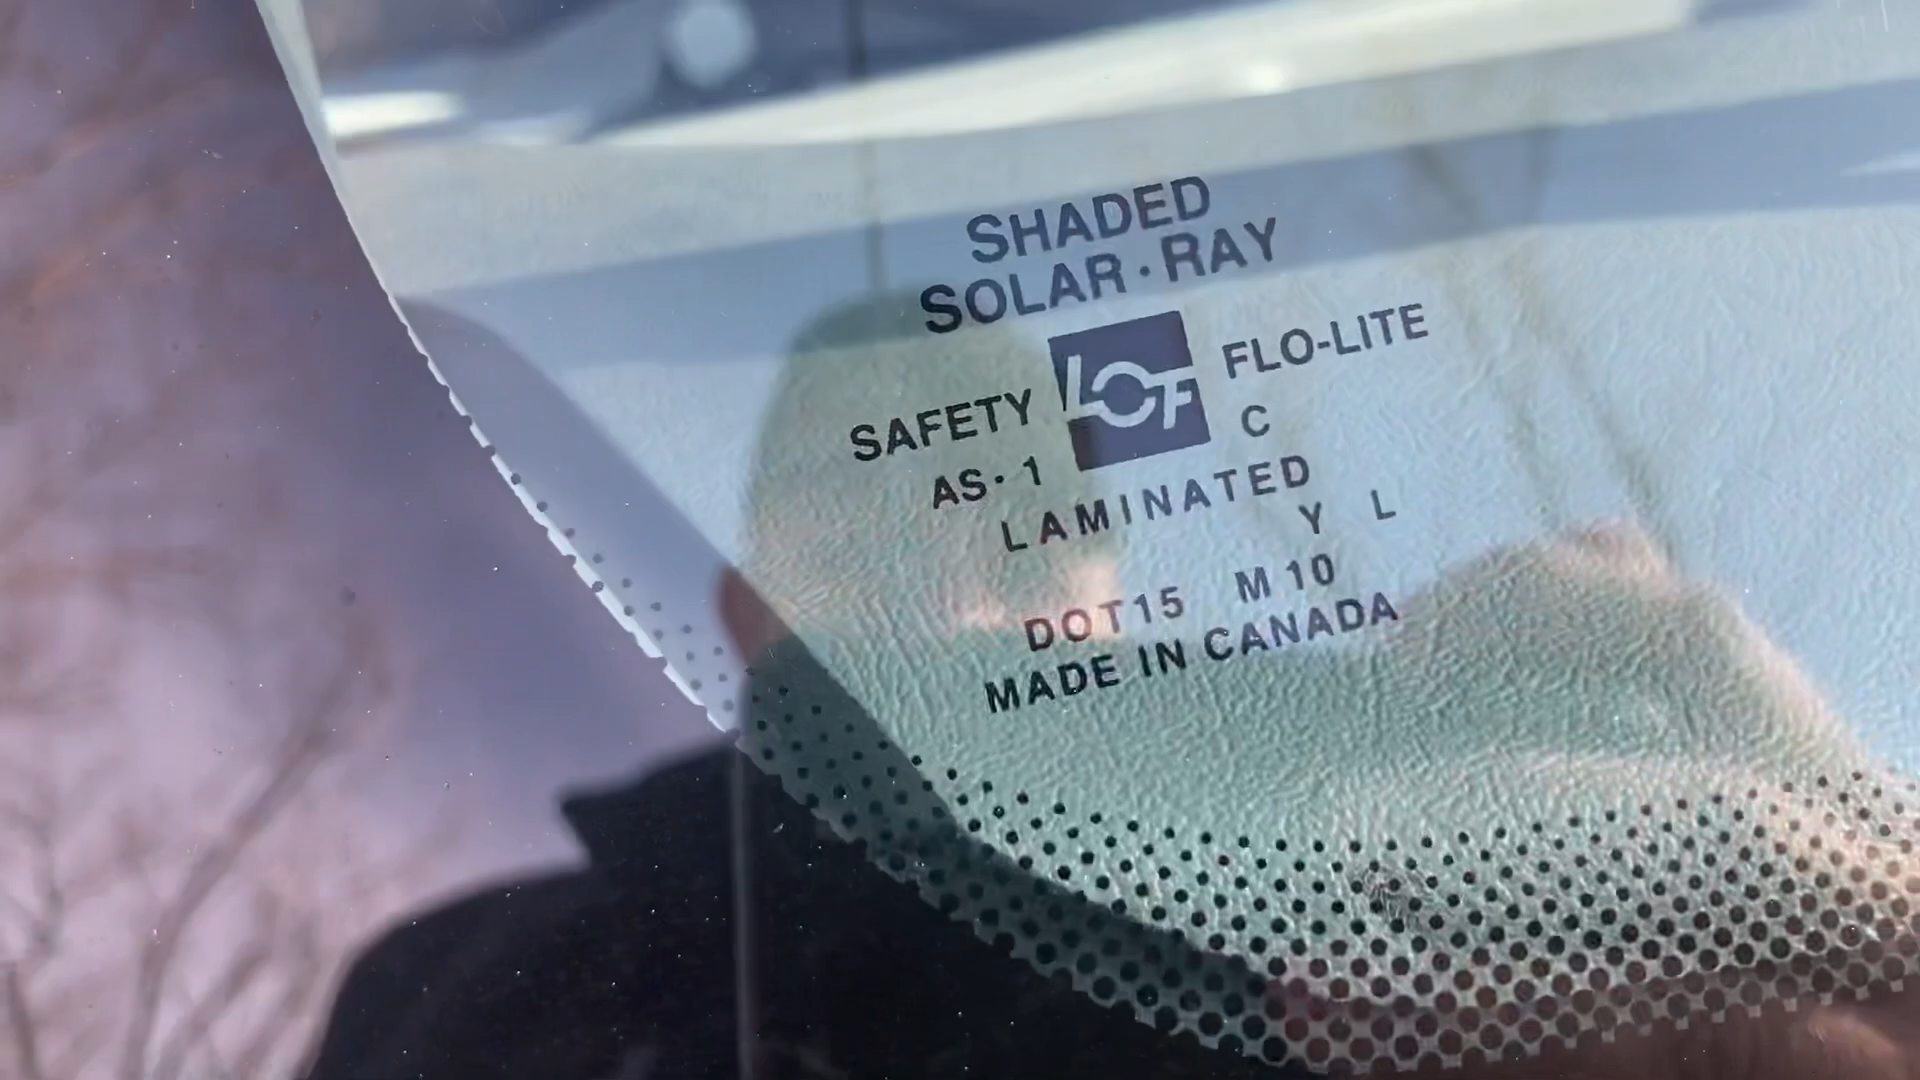 SHADED
SOLAR·RAY
SAFETY LOF FLO-LITE
AS·1 C
LAMINATED
Y L
DOT15 M10
MADE IN CANADA